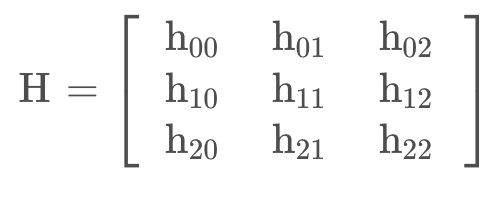 h₀₀ h₀₁ h₀₂
H = h₁₀ h₁₁ h₁₂
h₂₀ h₂₁ h₂₂